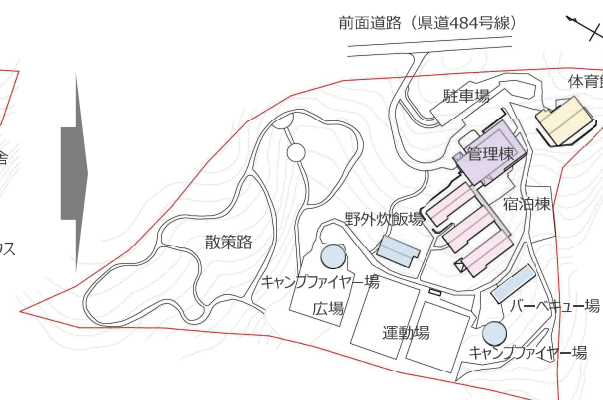 前面道路（県道484号線）
駐車場
体育館
管理棟
舎
宿泊棟
野外炊飯場
散策路
ウス
キャンプファイヤー場
広場
バーベキュー場
運動場
キャンプファイヤー場